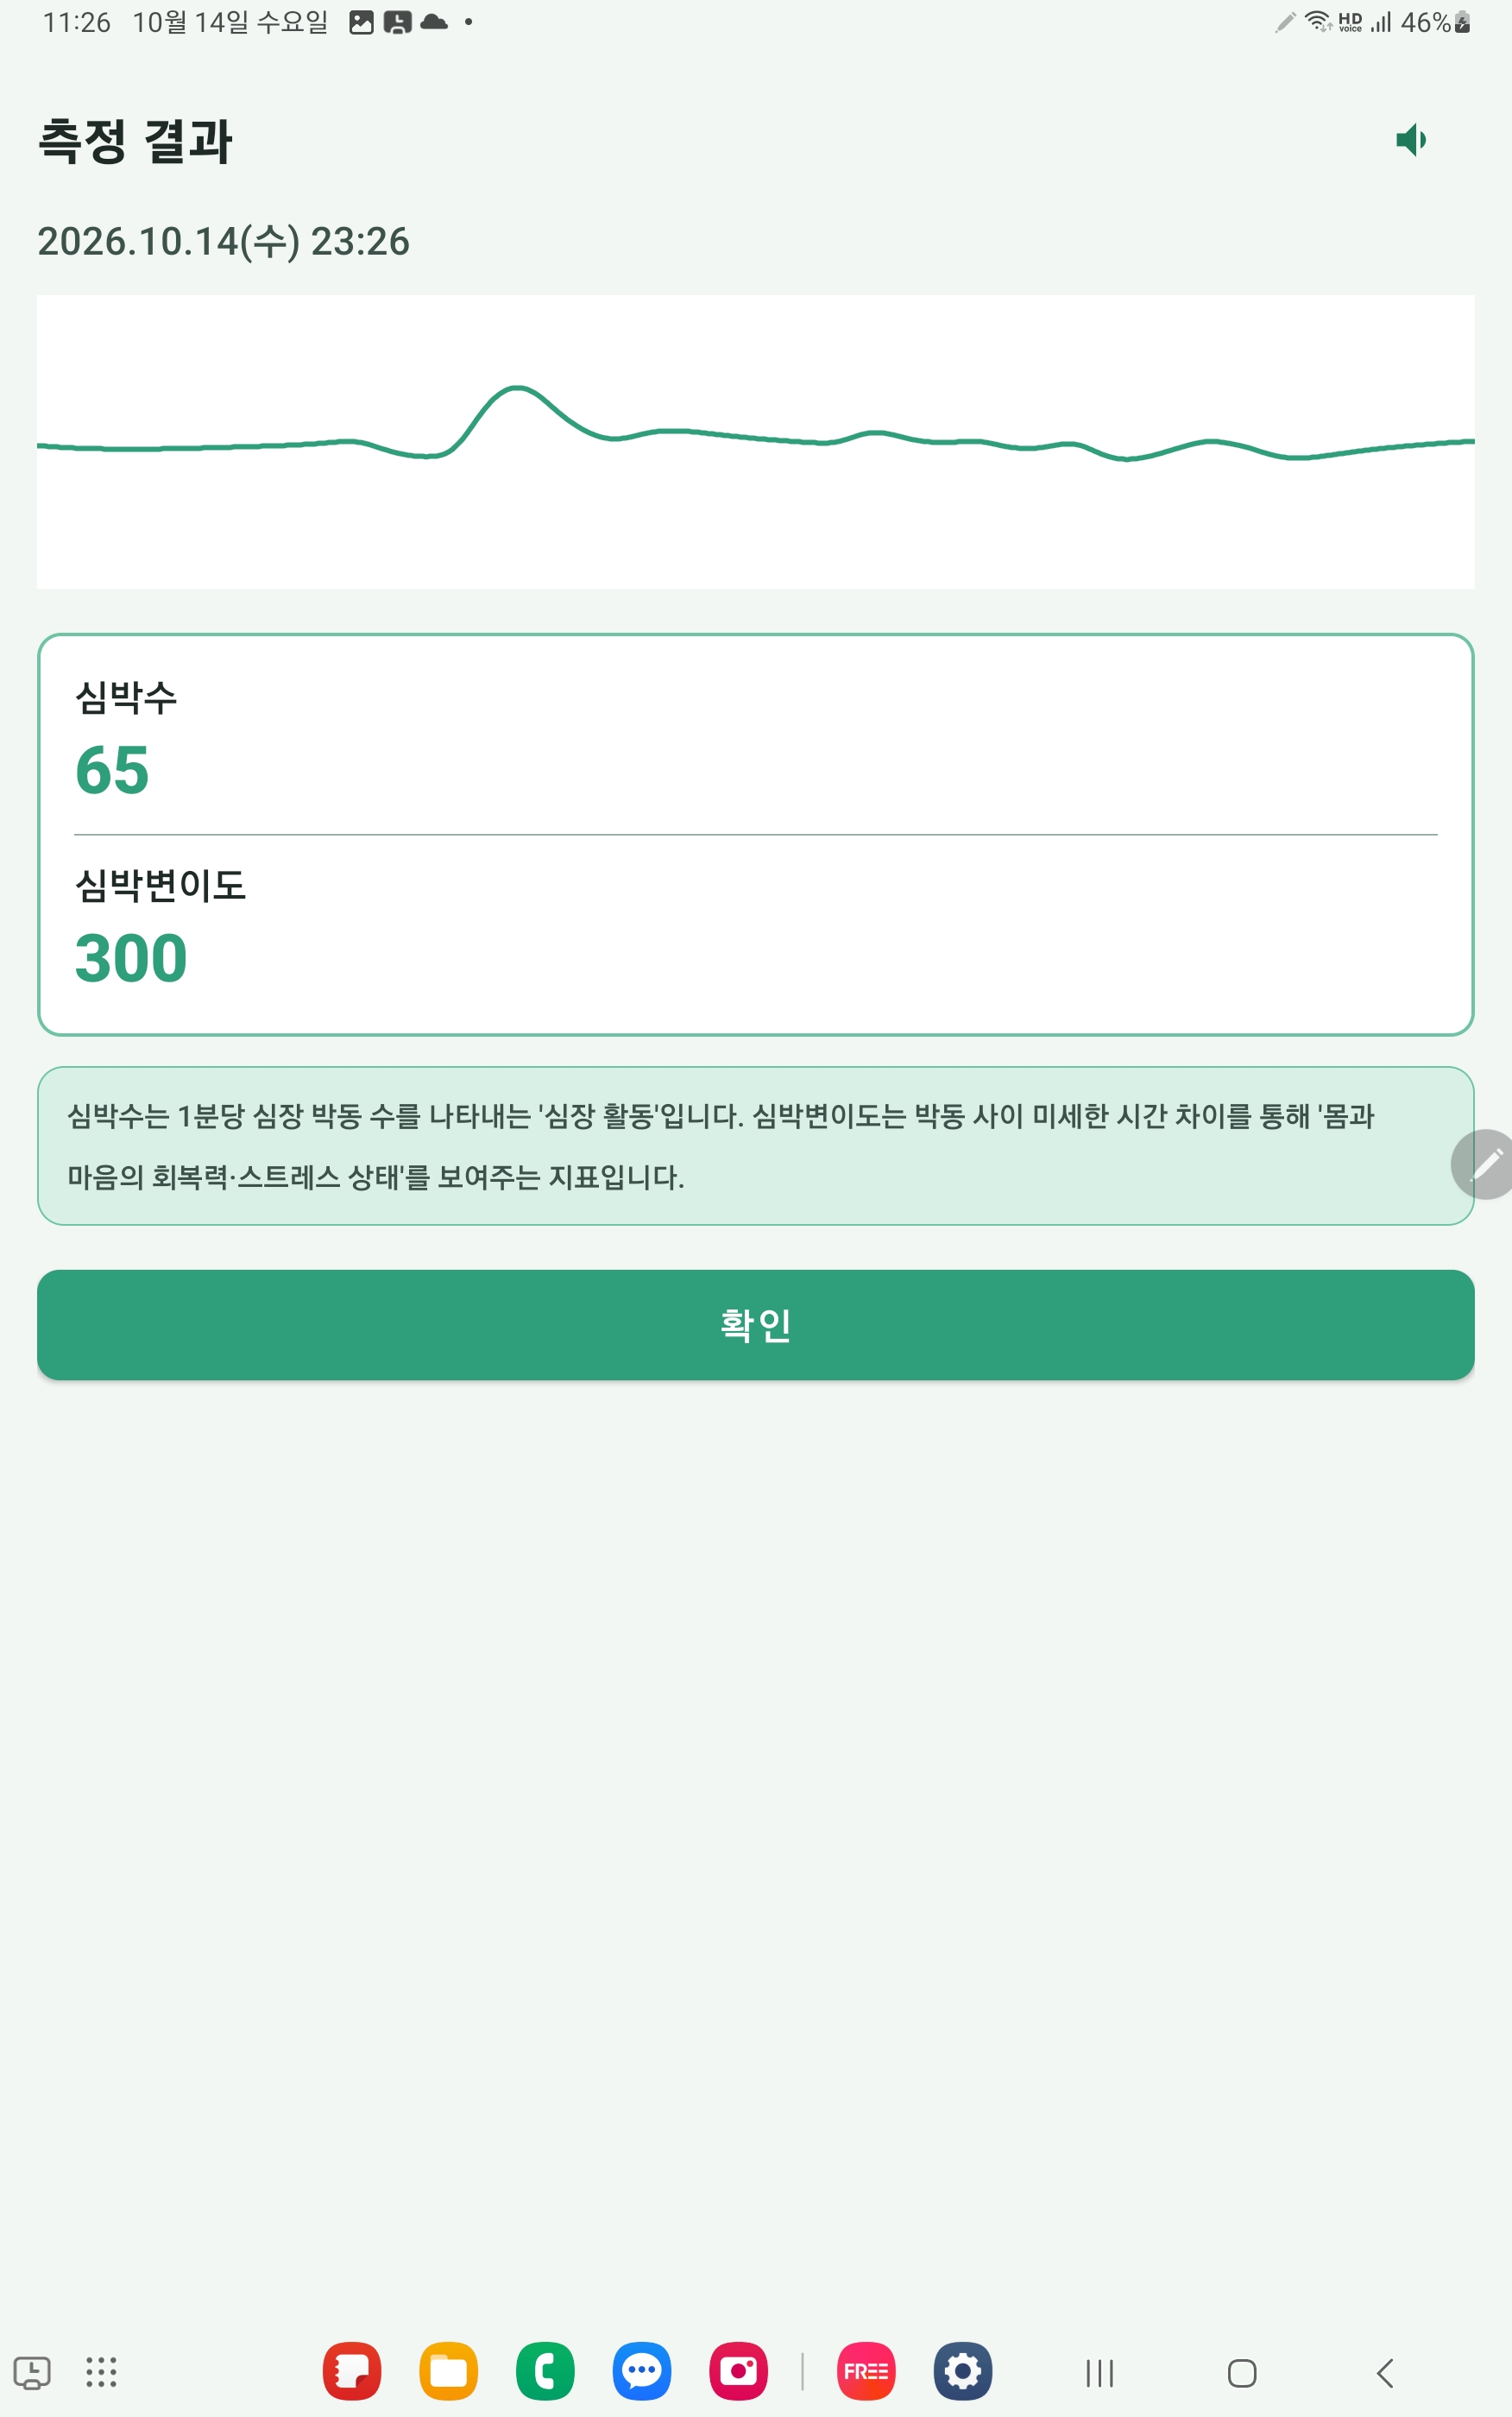 11:26 10월 14일 수요일
HD voice 46%
측정 결과
2026.10.14(수) 23:26
심박수
65
심박변이도
300
심박수는 1분당 심장 박동 수를 나타내는 '심장 활동'입니다. 심박변이도는 박동 사이 미세한 시간 차이를 통해 '몸과
마음의 회복력·스트레스 상태'를 보여주는 지표입니다.
확인
FREE